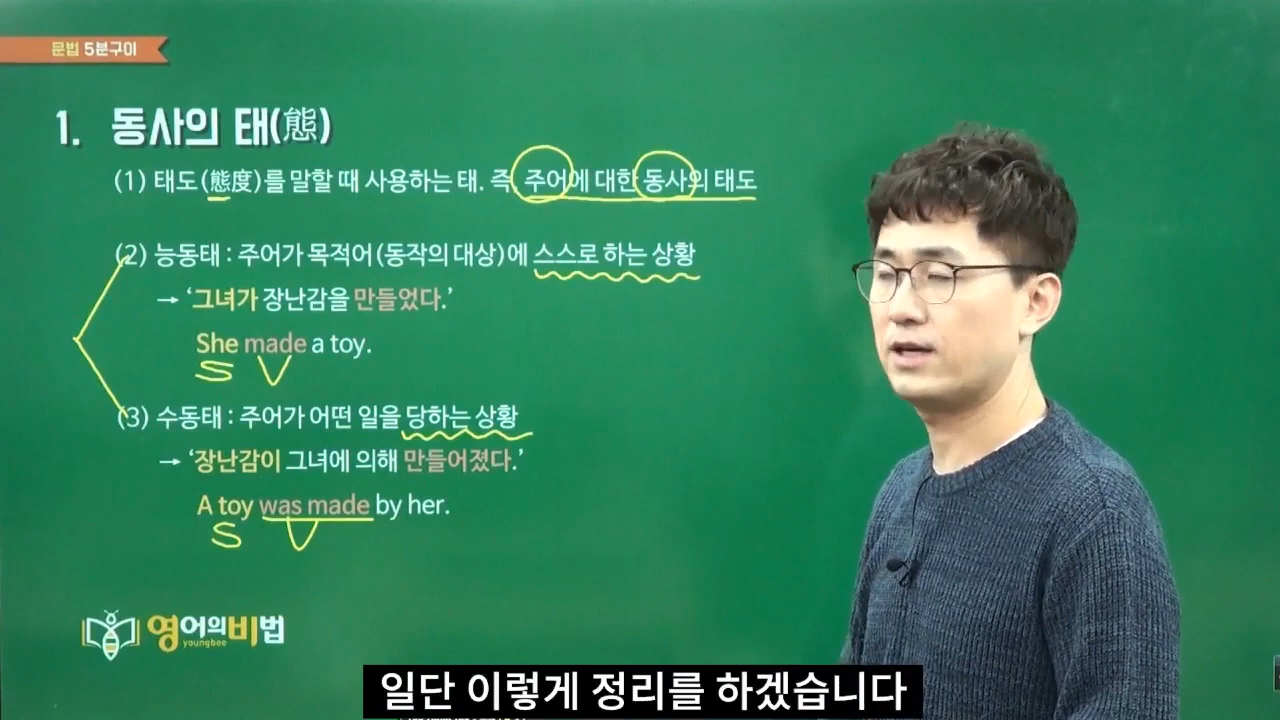 문법 5분구이
1. 동사의 태(態)
(1) 태도(態度)를 말할 때 사용하는 태. 즉, 주어에 대한 동사의 태도
(2) 능동태 : 주어가 목적어(동작의 대상)에 스스로 하는 상황
→ ‘그녀가 장난감을 만들었다.’
She made a toy.
S V
(3) 수동태 : 주어가 어떤 일을 당하는 상황
→ ‘장난감이 그녀에 의해 만들어졌다.’
A toy was made by her.
S V
영어의비법
youngbee
일단 이렇게 정리를 하겠습니다